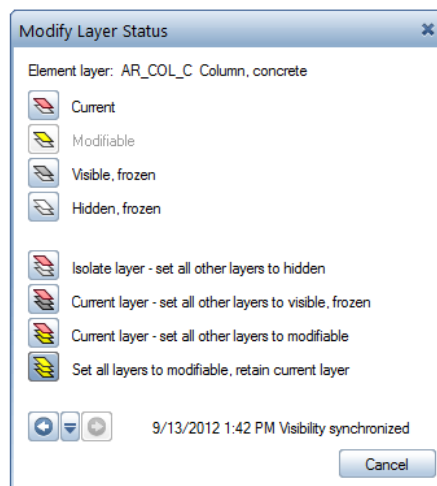 Modify Layer Status
Element layer: AR_COL_C Column, concrete
Current
Modifiable
Visible, frozen
Hidden, frozen
Isolate layer - set all other layers to hidden
Current layer - set all other layers to visible, frozen
Current layer - set all other layers to modifiable
Set all layers to modifiable, retain current layer
9/13/2012 1:42 PM Visibility synchronized
Cancel